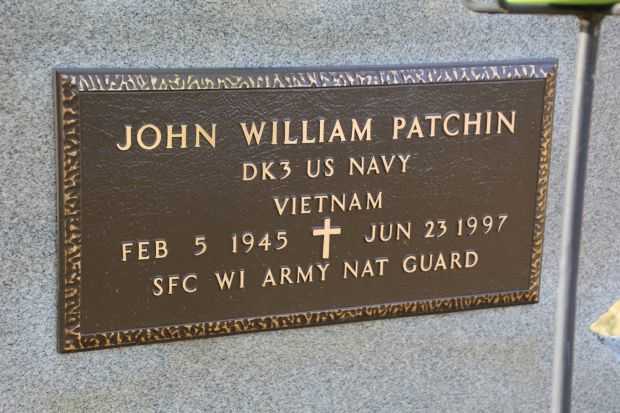 JOHN WILLIAM PATCHIN
DK3 US NAVY
VIETNAM
FEB 5 1945 JUN 23 1997
SFC WI ARMY NAT GUARD